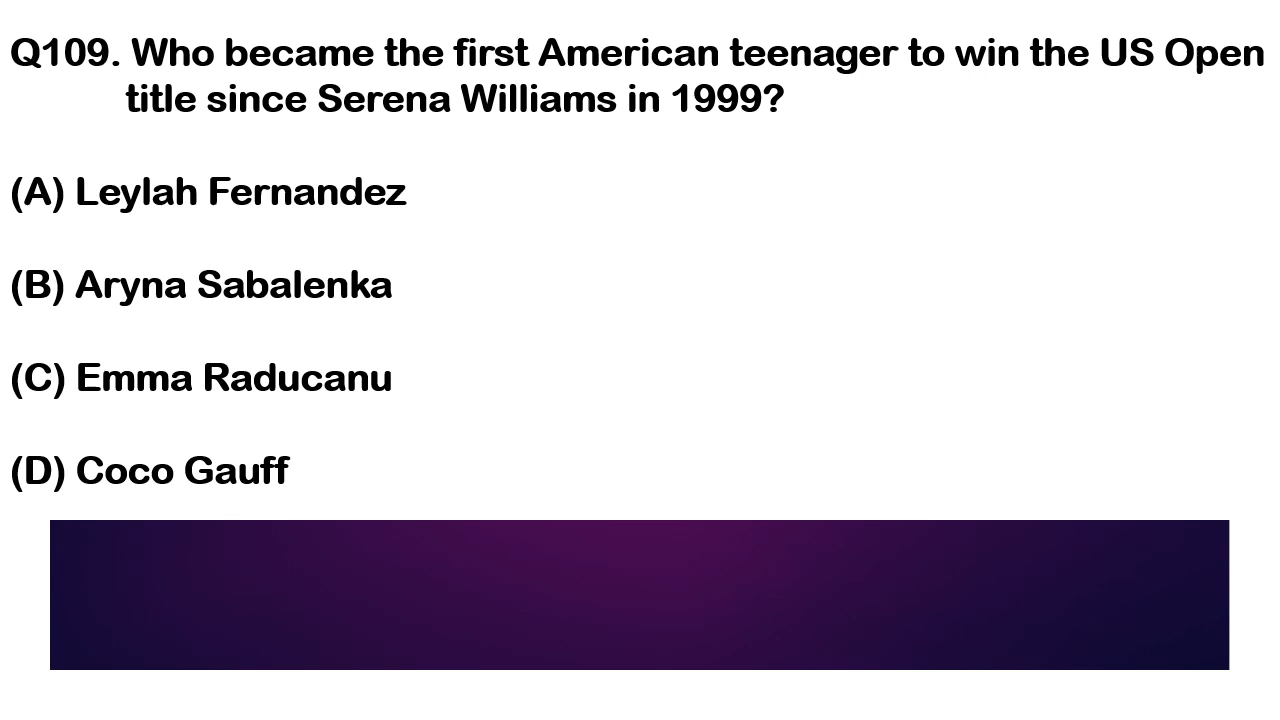 Q109. Who became the first American teenager to win the US Open
title since Serena Williams in 1999?
(A) Leylah Fernandez
(B) Aryna Sabalenka
(C) Emma Raducanu
(D) Coco Gauff